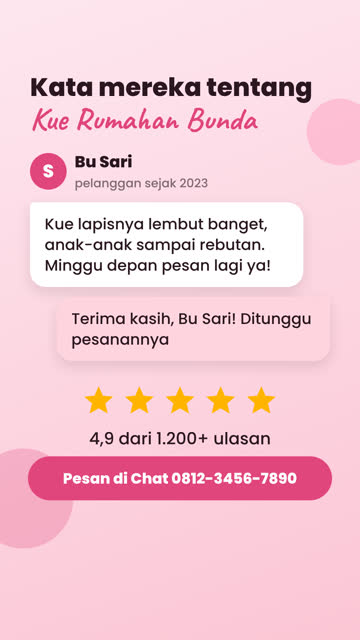 Kata mereka tentang
Kue Rumahan Bunda
S
Bu Sari
pelanggan sejak 2023
Kue lapisnya lembut banget,
anak-anak sampai rebutan.
Minggu depan pesan lagi ya!
Terima kasih, Bu Sari! Ditunggu
pesanannya
4,9 dari 1.200+ ulasan
Pesan di Chat 0812-3456-7890